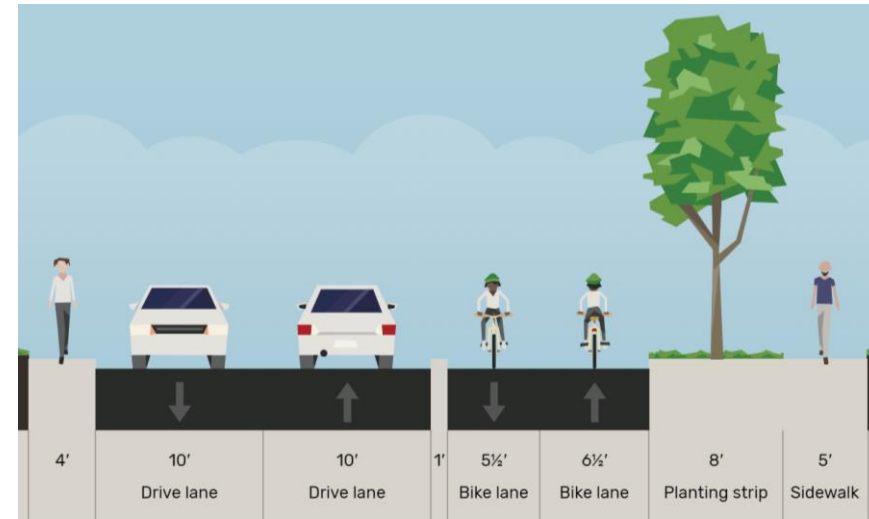 4′ 10′ 10′ 1′ 5½′ 6½′ 8′ 5′
Drive lane Drive lane Bike lane Bike lane Planting strip Sidewalk